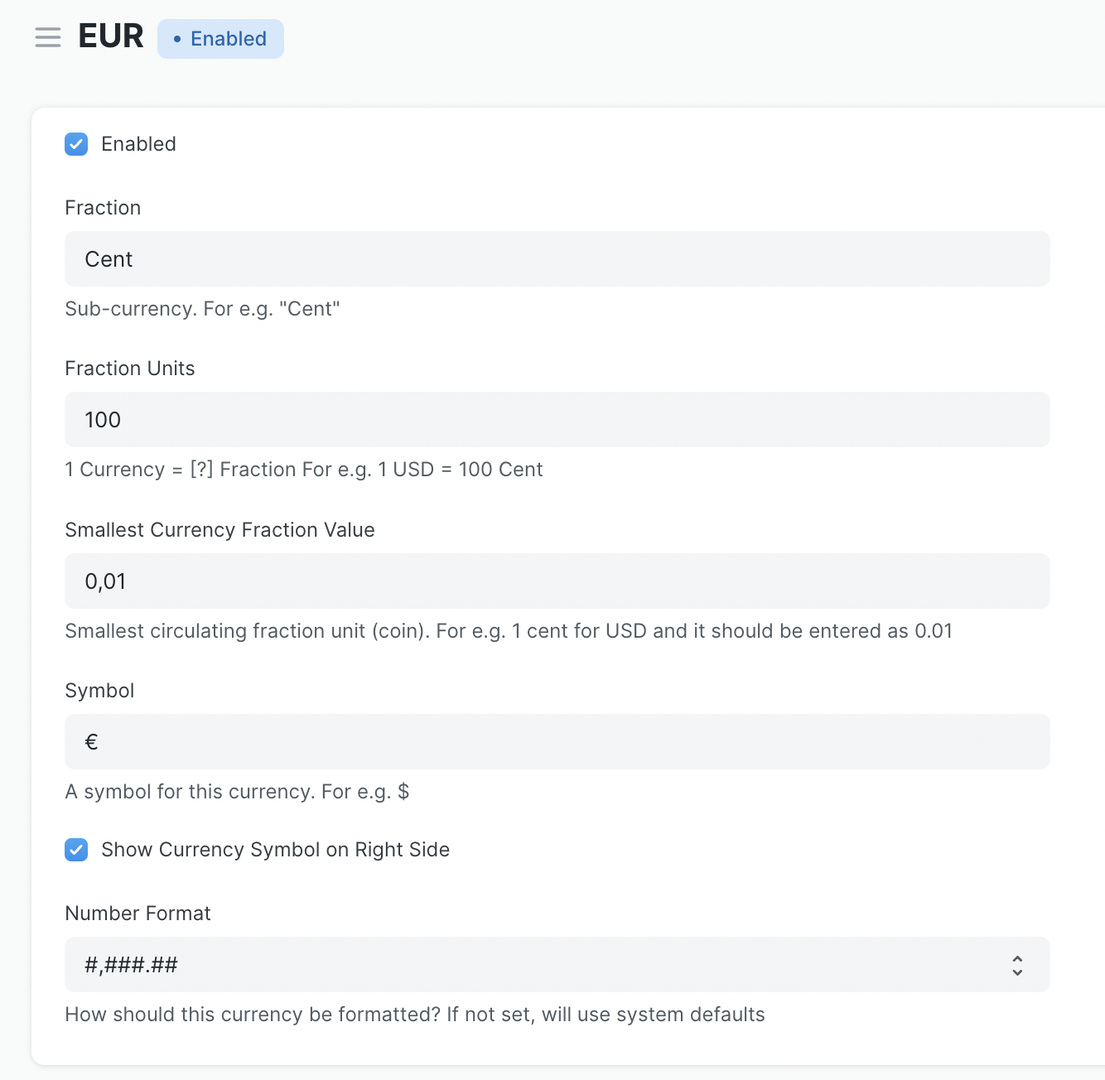 EUR
• Enabled
Enabled
Fraction
Cent
Sub-currency. For e.g. "Cent"
Fraction Units
100
1 Currency = [?] Fraction For e.g. 1 USD = 100 Cent
Smallest Currency Fraction Value
0,01
Smallest circulating fraction unit (coin). For e.g. 1 cent for USD and it should be entered as 0.01
Symbol
€
A symbol for this currency. For e.g. $
Show Currency Symbol on Right Side
Number Format
#,###.##
How should this currency be formatted? If not set, will use system defaults